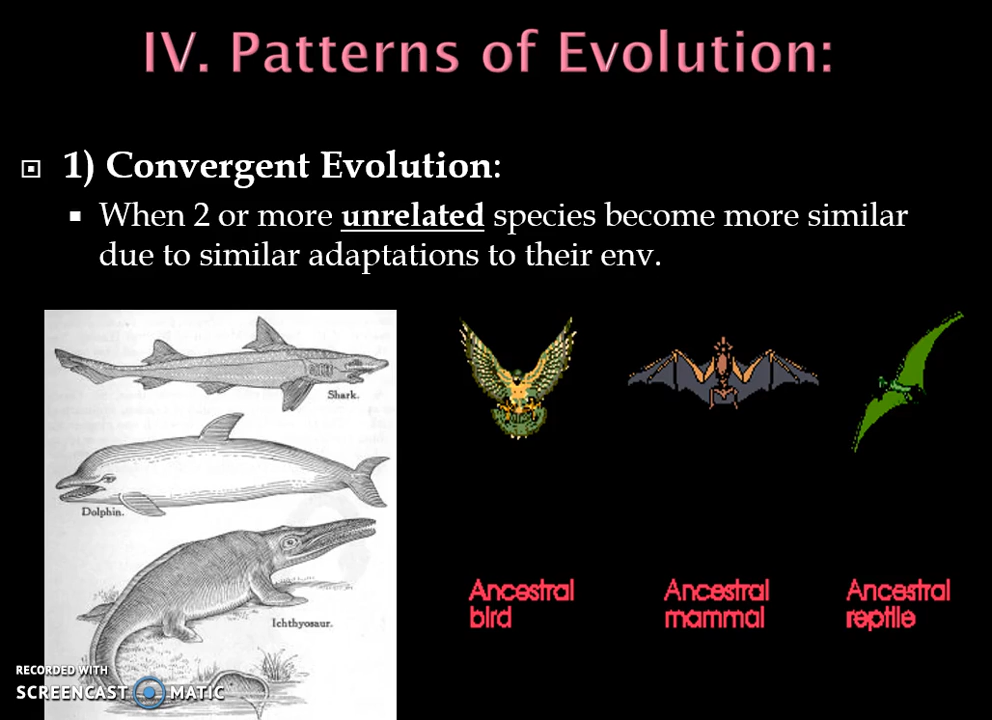 IV. Patterns of Evolution:
1) Convergent Evolution:
When 2 or more unrelated species become more similar
due to similar adaptations to their env.
Shark.
Dolphin.
Ichthyosaur.
Ancestral
bird
Ancestral
mammal
Ancestral
reptile
RECORDED WITH
SCREENCAST MATIC